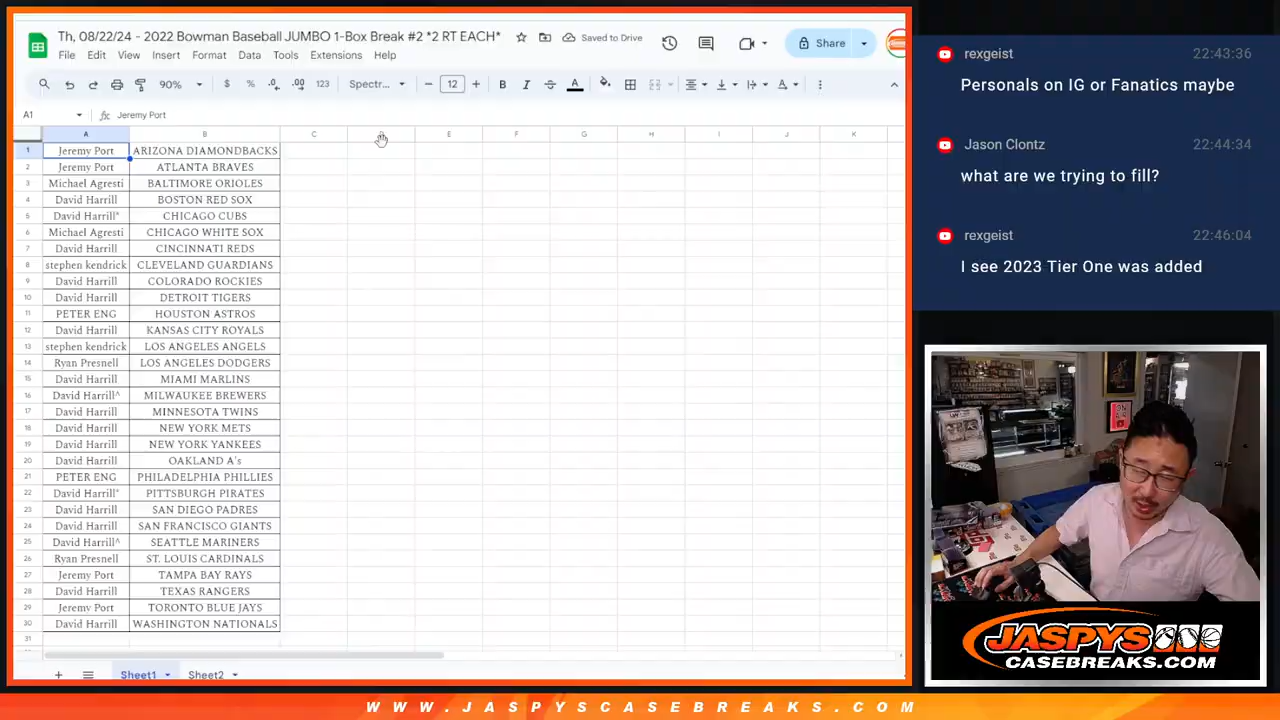 Th, 08/22/24 - 2022 Bowman Baseball JUMBO 1-Box Break #2 *2 RT EACH*
Saved to Drive
Share
File Edit View Insert Format Data Tools Extensions Help
90% $ % .0 .00 123 Spectr... 12 B I A
A1 fx Jeremy Port
A B C E F G H I J K
1 Jeremy Port ARIZONA DIAMONDBACKS
2 Jeremy Port ATLANTA BRAVES
3 Michael Agresti BALTIMORE ORIOLES
4 David Harrill BOSTON RED SOX
5 David Harrill* CHICAGO CUBS
6 Michael Agresti CHICAGO WHITE SOX
7 David Harrill CINCINNATI REDS
8 stephen kendrick CLEVELAND GUARDIANS
9 David Harrill COLORADO ROCKIES
10 David Harrill DETROIT TIGERS
11 PETER ENG HOUSTON ASTROS
12 David Harrill KANSAS CITY ROYALS
13 stephen kendrick LOS ANGELES ANGELS
14 Ryan Presnell LOS ANGELES DODGERS
15 David Harrill MIAMI MARLINS
16 David Harrill^ MILWAUKEE BREWERS
17 David Harrill MINNESOTA TWINS
18 David Harrill NEW YORK METS
19 David Harrill NEW YORK YANKEES
20 David Harrill OAKLAND A's
21 PETER ENG PHILADELPHIA PHILLIES
22 David Harrill* PITTSBURGH PIRATES
23 David Harrill SAN DIEGO PADRES
24 David Harrill SAN FRANCISCO GIANTS
25 David Harrill^ SEATTLE MARINERS
26 Ryan Presnell ST. LOUIS CARDINALS
27 Jeremy Port TAMPA BAY RAYS
28 David Harrill TEXAS RANGERS
29 Jeremy Port TORONTO BLUE JAYS
30 David Harrill WASHINGTON NATIONALS
31
Sheet1 Sheet2
rexgeist 22:43:36
Personals on IG or Fanatics maybe
Jason Clontz 22:44:34
what are we trying to fill?
rexgeist 22:46:04
I see 2023 Tier One was added
ON AIR
JASPYS
CASEBREAKS.COM
WWW.JASPYSCASEBREAKS.COM